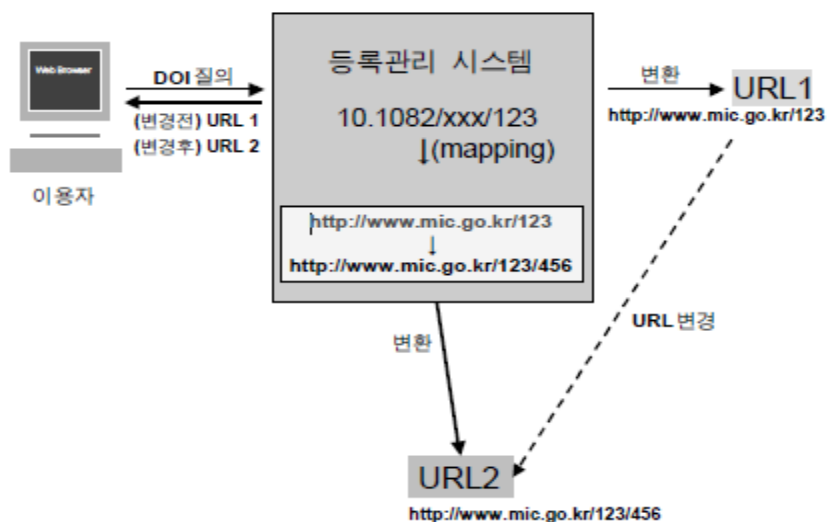 Web Browser
DOI 질의
(변경전) URL 1
(변경후) URL 2
이용자
등록관리 시스템
10.1082/xxx/123
↓(mapping)
http://www.mic.go.kr/123
↓
http://www.mic.go.kr/123/456
변환
URL1
http://www.mic.go.kr/123
URL 변경
변환
URL2
http://www.mic.go.kr/123/456